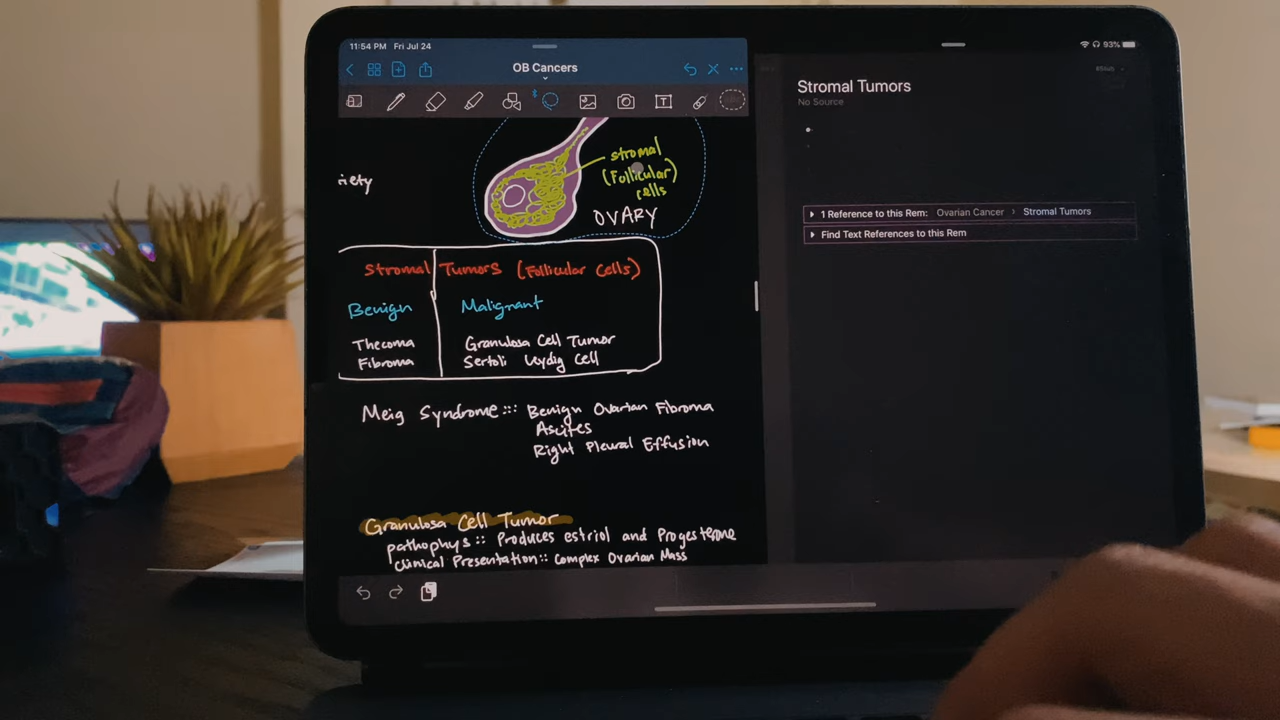 11:54 PM Fri Jul 24
93%
OB Cancers
T
stromal
(Follicular)
cells
riety
OVARY
Stromal Tumors (Follicular Cells)
Benign Malignant
Thecoma Granulosa Cell Tumor
Fibroma Sertoli Leydig Cell
Meig Syndrome::: Benign Ovarian Fibroma
Ascites
Right Pleural Effusion
Granulosa Cell Tumor
pathophys:: Produces estriol and Progesterone
Clinical Presentation:: Complex Ovarian Mass
Stromal Tumors
No Source
1 Reference to this Rem: Ovarian Cancer > Stromal Tumors
Find Text References to this Rem